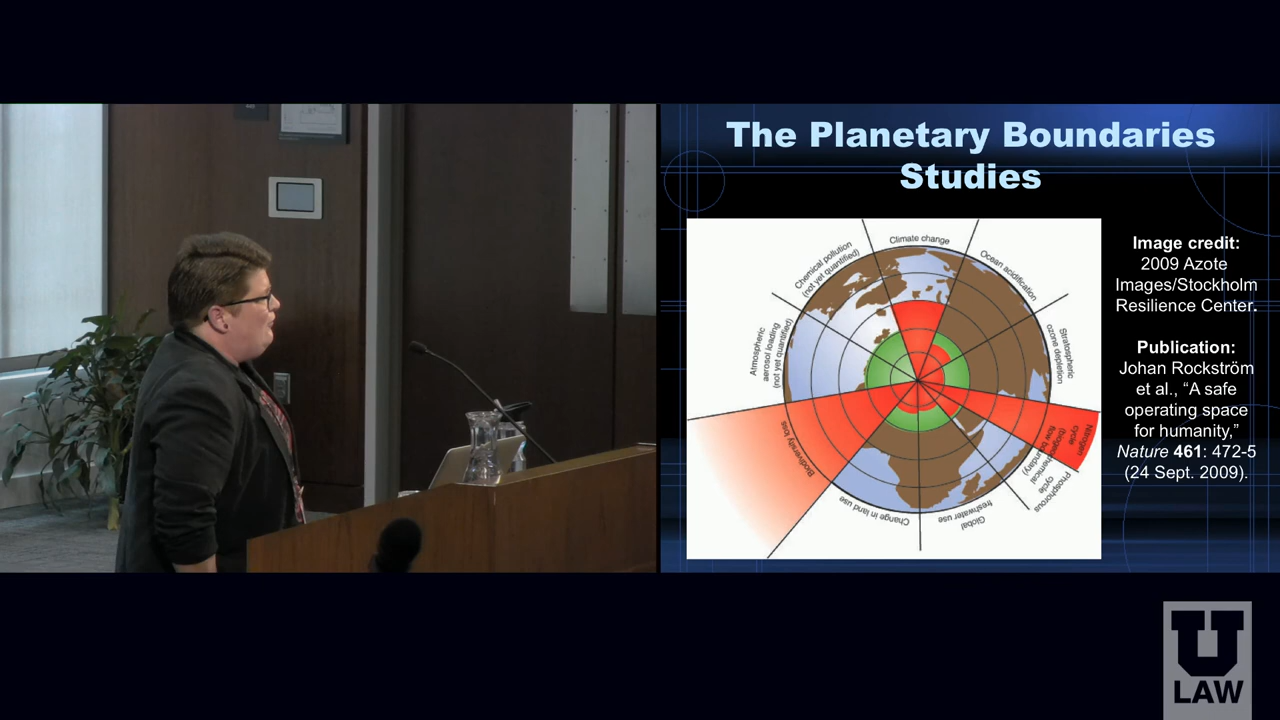 The Planetary Boundaries
Studies
Climate change
Ocean acidification
Stratospheric
ozone depletion
Nitrogen
cycle
(biogeochemical
flow boundary)
Phosphorous
cycle
Global
freshwater use
Change in land use
Biodiversity loss
Atmospheric
aerosol loading
(not yet quantified)
Chemical pollution
(not yet quantified)
Image credit:
2009 Azote
Images/Stockholm
Resilience Center.
Publication:
Johan Rockström
et al., “A safe
operating space
for humanity,”
Nature 461: 472-5
(24 Sept. 2009).
U
LAW